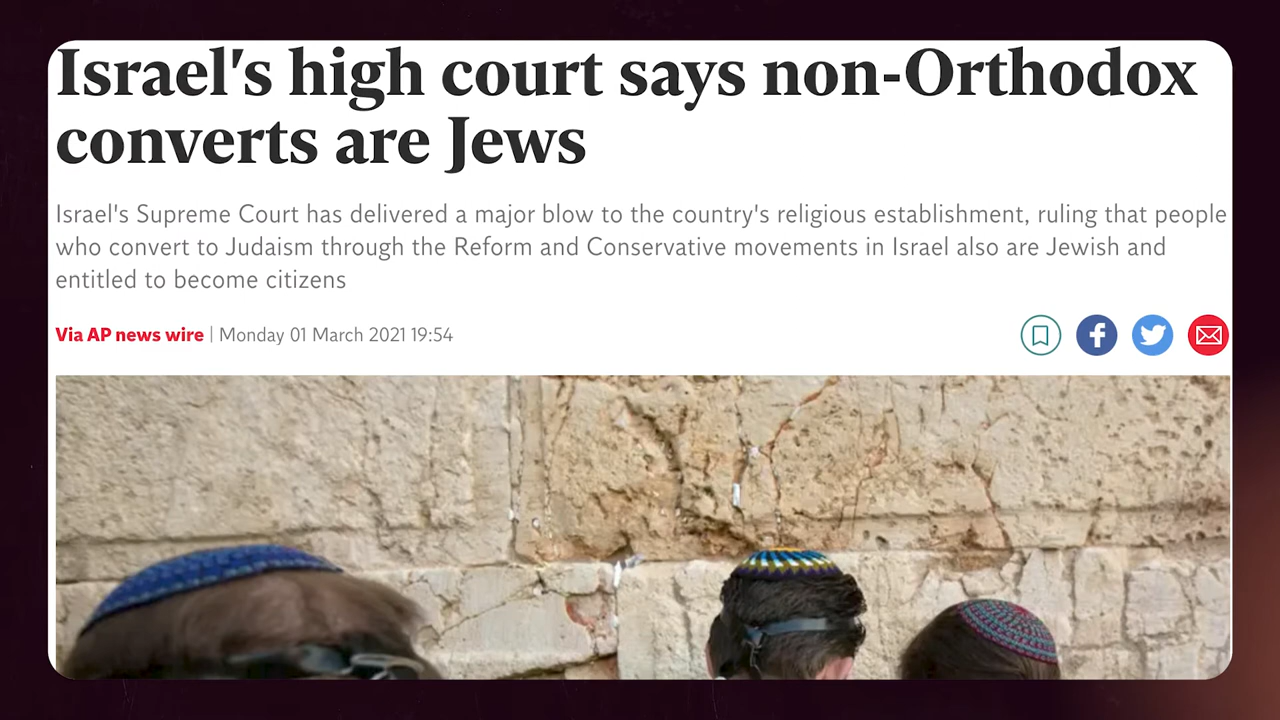 Israel's high court says non-Orthodox
converts are Jews
Israel's Supreme Court has delivered a major blow to the country's religious establishment, ruling that people
who convert to Judaism through the Reform and Conservative movements in Israel also are Jewish and
entitled to become citizens
Via AP news wire | Monday 01 March 2021 19:54